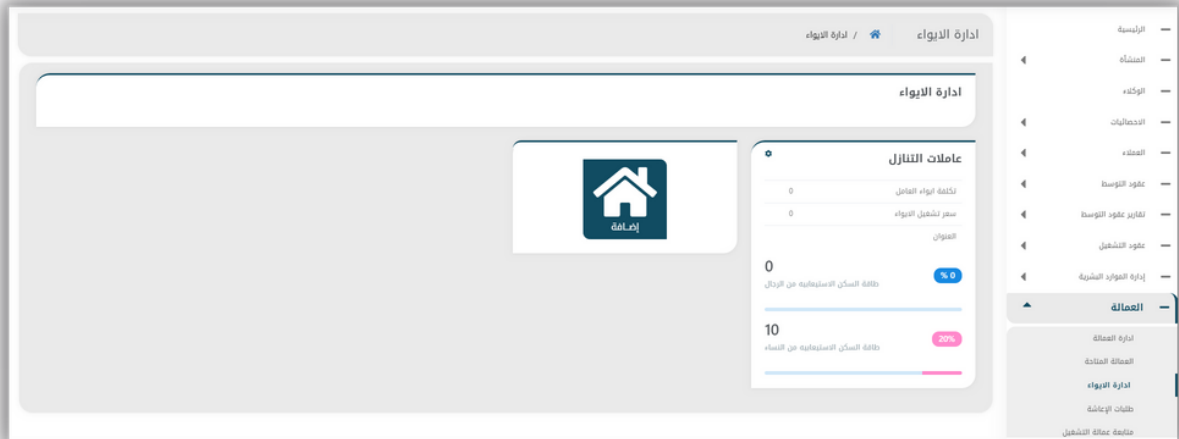 الرئيسية
المنشأة
الوكلاء
الاحصائيات
العملاء
عقود التوسط
تقارير عقود التوسط
عقود التشغيل
إدارة الموارد البشرية
العمالة
ادارة العمالة
العمالة المتاحة
ادارة الايواء
طلبات الإعاشة
متابعة عمالة التشغيل
ادارة الايواء / ادارة الايواء
ادارة الايواء
عاملات التنازل
تكلفة ايواء العامل 0
سعر تشغيل الايواء 0
العنوان
% 0 0
طاقة السكن الاستيعابيه من الرجال
20% 10
طاقة السكن الاستيعابيه من النساء
إضـافة